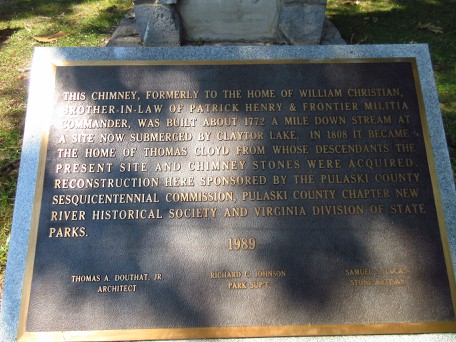 THIS CHIMNEY, FORMERLY TO THE HOME OF WILLIAM CHRISTIAN,
BROTHER-IN-LAW OF PATRICK HENRY & FRONTIER MILITIA
COMMANDER, WAS BUILT ABOUT 1772 A MILE DOWN STREAM AT
A SITE NOW SUBMERGED BY CLAYTOR LAKE. IN 1808 IT BECAME
THE HOME OF THOMAS CLOYD FROM WHOSE DESCENDANTS THE
PRESENT SITE AND CHIMNEY STONES WERE ACQUIRED.
RECONSTRUCTION HERE SPONSORED BY THE PULASKI COUNTY
SESQUICENTENNIAL COMMISSION, PULASKI COUNTY CHAPTER NEW
RIVER HISTORICAL SOCIETY AND VIRGINIA DIVISION OF STATE
PARKS.
1989
THOMAS A. DOUTHAT, JR.
ARCHITECT
RICHARD C. JOHNSON
PARK SUP'T.
SAMUEL LUCAS
STONE ARTISAN